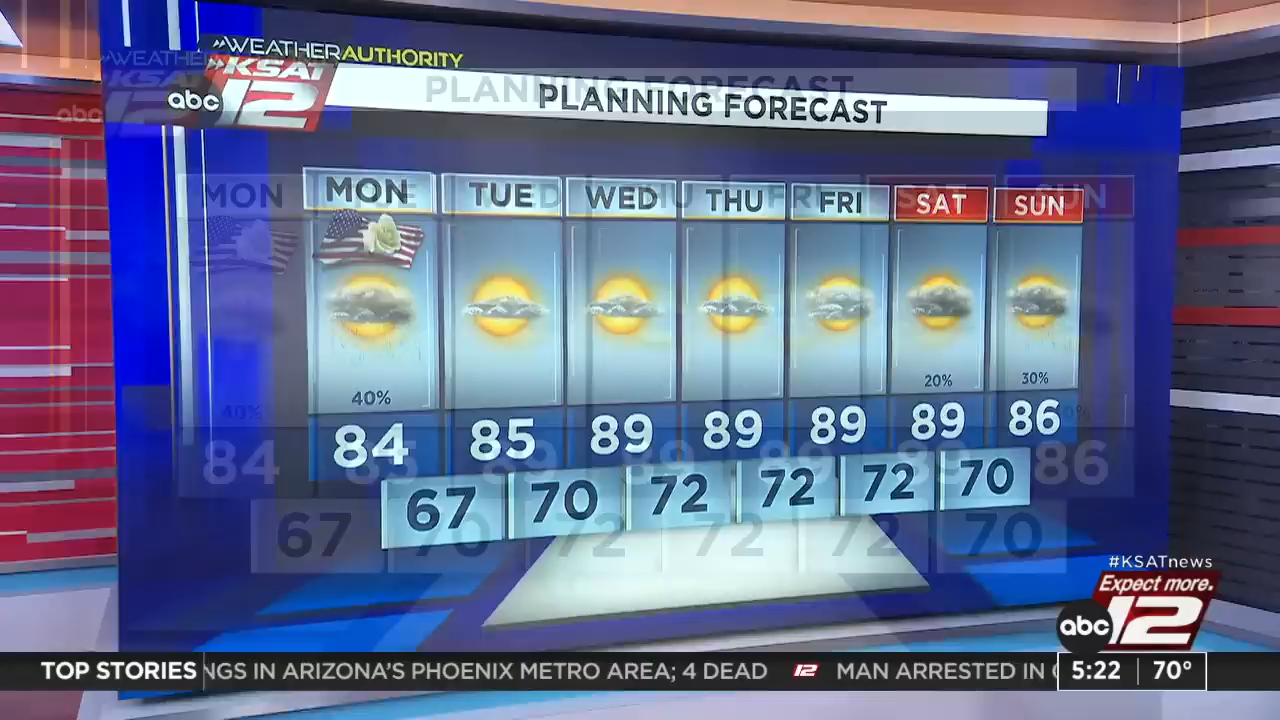 »WEATHERAUTHORITY
KSAT
abc 12
PLANNING FORECAST
MON TUE WED THU FRI SAT SUN
40% 20% 30%
84 85 89 89 89 89 86
67 70 72 72 72 70
#KSATnews
Expect more.
abc 12
TOP STORIES NGS IN ARIZONA'S PHOENIX METRO AREA; 4 DEAD 12 MAN ARRESTED IN 5:22 70°